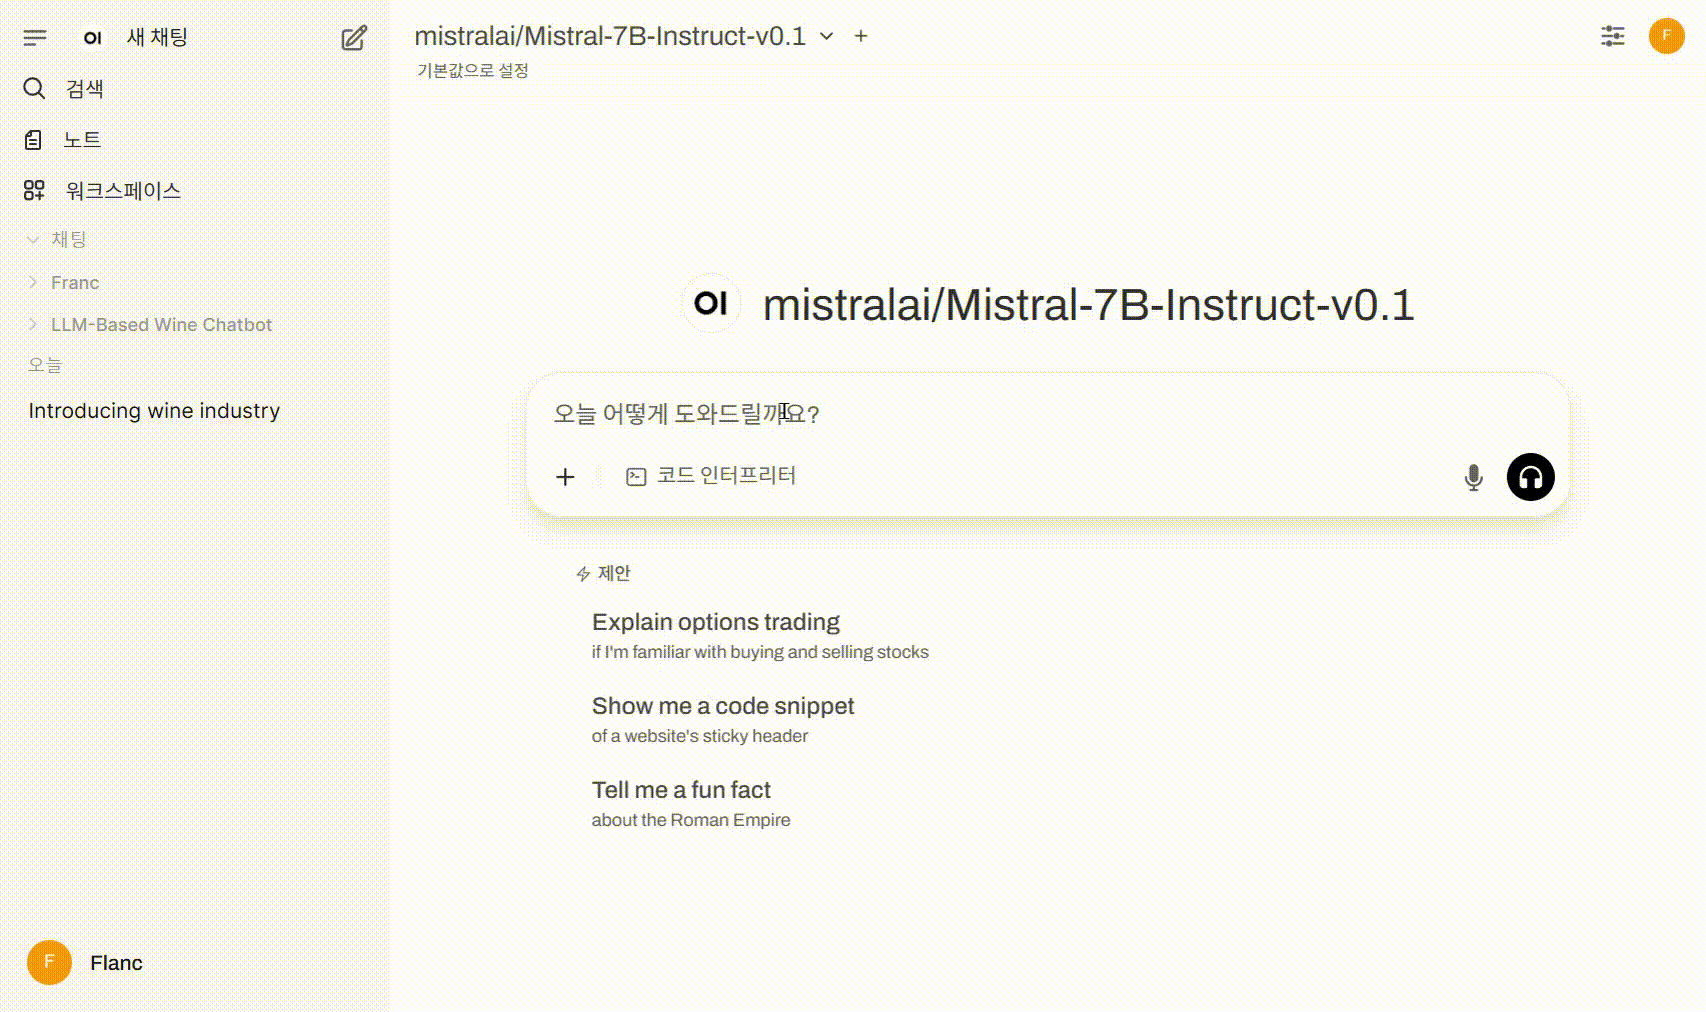 OI 새 채팅
검색
노트
워크스페이스
채팅
Franc
LLM-Based Wine Chatbot
오늘
Introducing wine industry
F Flanc
mistralai/Mistral-7B-Instruct-v0.1
기본값으로 설정
F
OI mistralai/Mistral-7B-Instruct-v0.1
오늘 어떻게 도와드릴까요?
코드 인터프리터
제안
Explain options trading
if I'm familiar with buying and selling stocks
Show me a code snippet
of a website's sticky header
Tell me a fun fact
about the Roman Empire